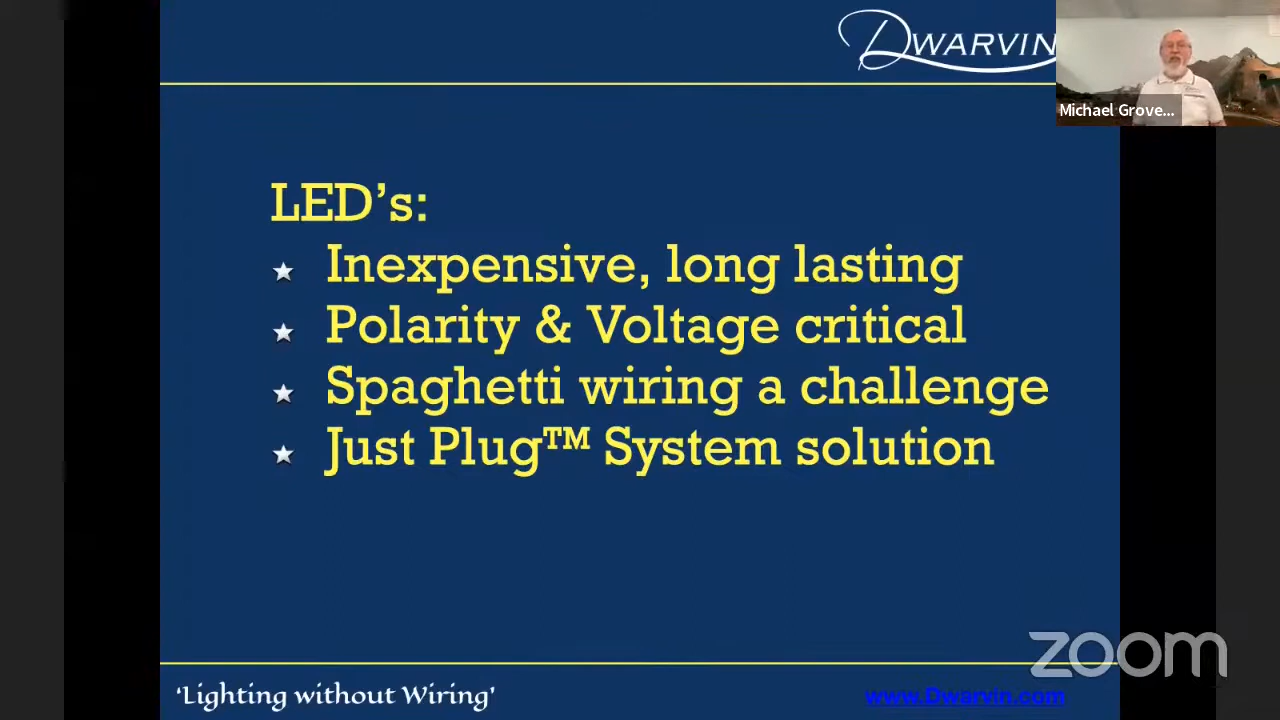 DWARVIN
Michael Grove...
LED's:
Inexpensive, long lasting
Polarity & Voltage critical
Spaghetti wiring a challenge
Just Plug™ System solution
zoom
'Lighting without Wiring'
www.Dwarvin.com